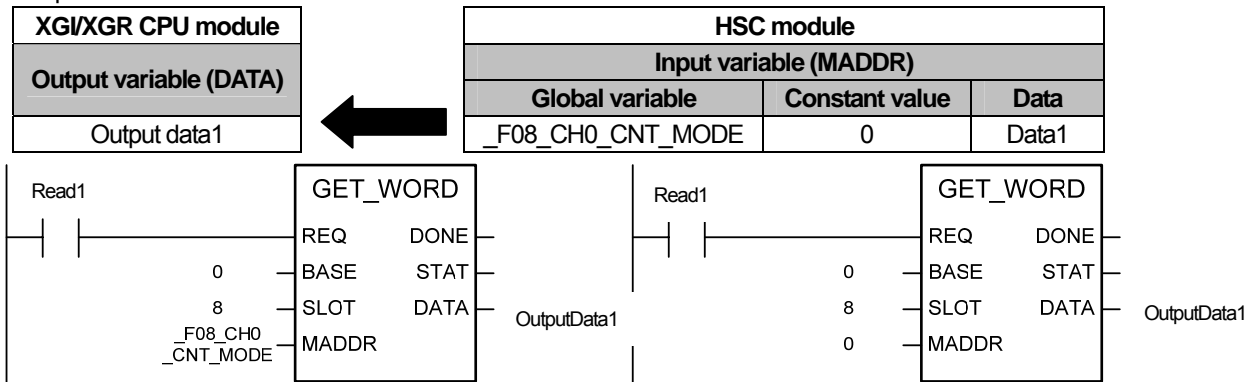 XGI/XGR CPU module
Output variable (DATA)
Output data1
HSC module
Input variable (MADDR)
Global variable Constant value Data
_F08_CH0_CNT_MODE 0 Data1
Read1
GET_WORD
REQ DONE
0 BASE STAT
8 SLOT DATA OutputData1
_F08_CH0
_CNT_MODE MADDR
Read1
GET_WORD
REQ DONE
0 BASE STAT
8 SLOT DATA OutputData1
0 MADDR